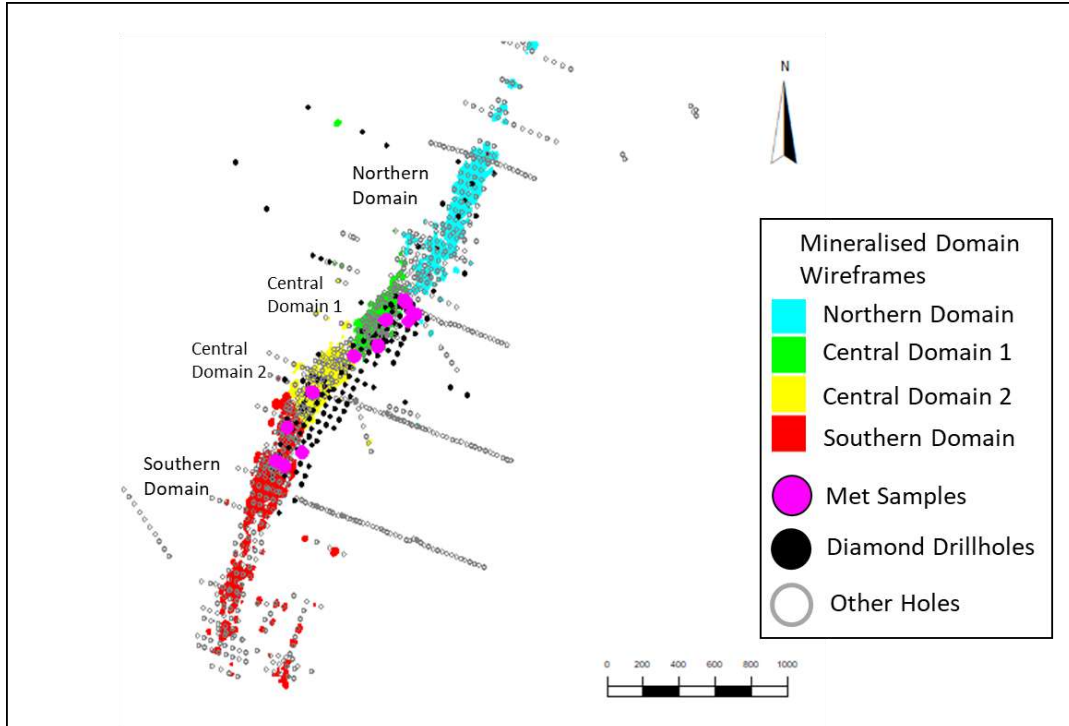 N
Northern
Domain
Central
Domain 1
Central
Domain 2
Southern
Domain
Mineralised Domain
Wireframes
Northern Domain
Central Domain 1
Central Domain 2
Southern Domain
Met Samples
Diamond Drillholes
Other Holes
0 200 400 600 800 1000